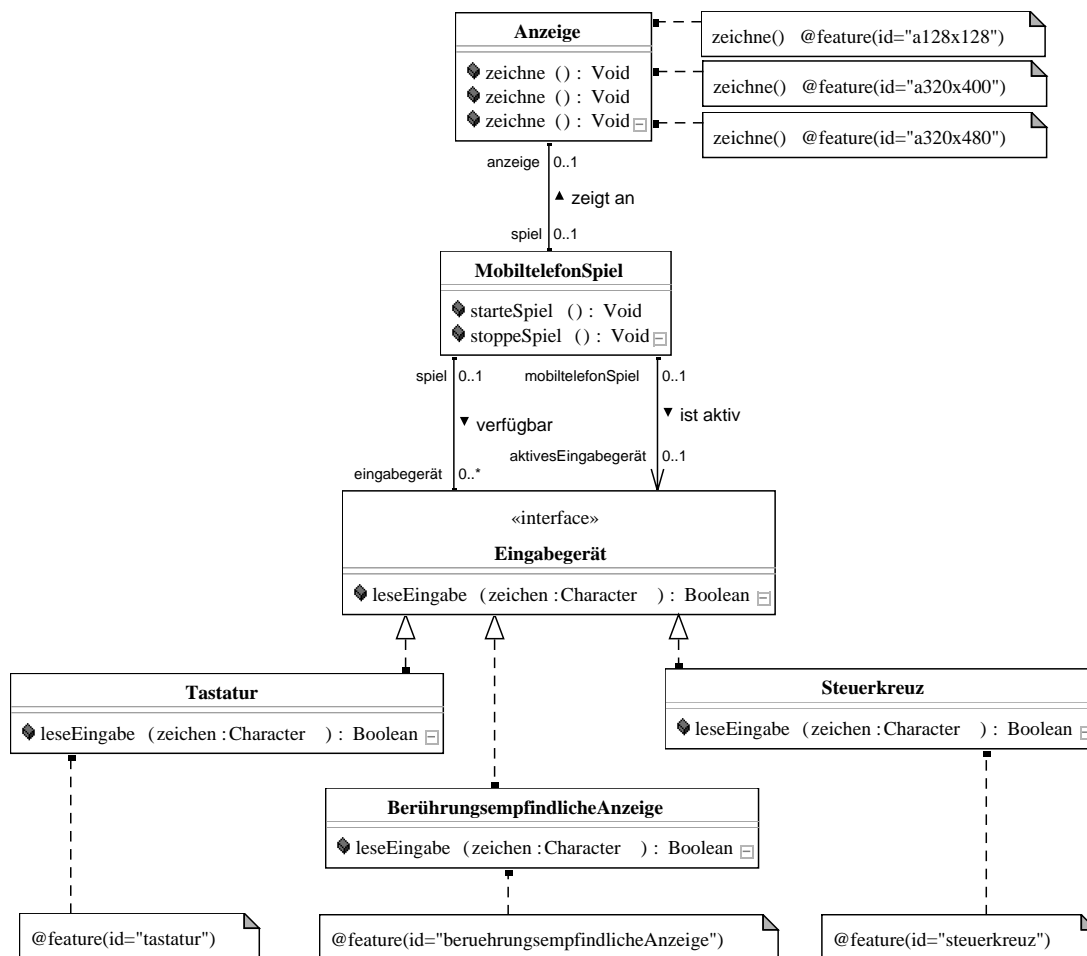 Anzeige
zeichne () : Void
zeichne () : Void
zeichne () : Void
zeichne() @feature(id="a128x128")
zeichne() @feature(id="a320x400")
zeichne() @feature(id="a320x480")
anzeige 0..1
▲ zeigt an
spiel 0..1
MobiltelefonSpiel
starteSpiel () : Void
stoppeSpiel () : Void
spiel 0..1
mobiltelefonSpiel 0..1
▼ verfügbar
▼ ist aktiv
eingabegerät 0..*
aktivesEingabegerät 0..1
«interface»
Eingabegerät
leseEingabe (zeichen :Character ) : Boolean
Tastatur
leseEingabe (zeichen :Character ) : Boolean
Steuerkreuz
leseEingabe (zeichen :Character ) : Boolean
BerührungsempfindlicheAnzeige
leseEingabe (zeichen :Character ) : Boolean
@feature(id="tastatur")
@feature(id="beruehrungsempfindlicheAnzeige")
@feature(id="steuerkreuz")